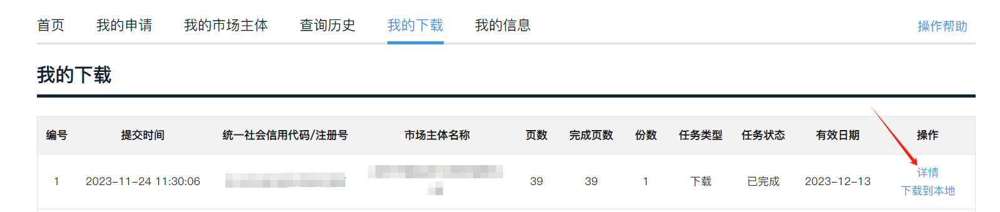 首页 我的申请 我的市场主体 查询历史 我的下载 我的信息 操作帮助
我的下载
编号 提交时间 统一社会信用代码/注册号 市场主体名称 页数 完成页数 份数 任务类型 任务状态 有效日期 操作
1 2023-11-24 11:30:06 39 39 1 下载 已完成 2023-12-13 详情
下载到本地